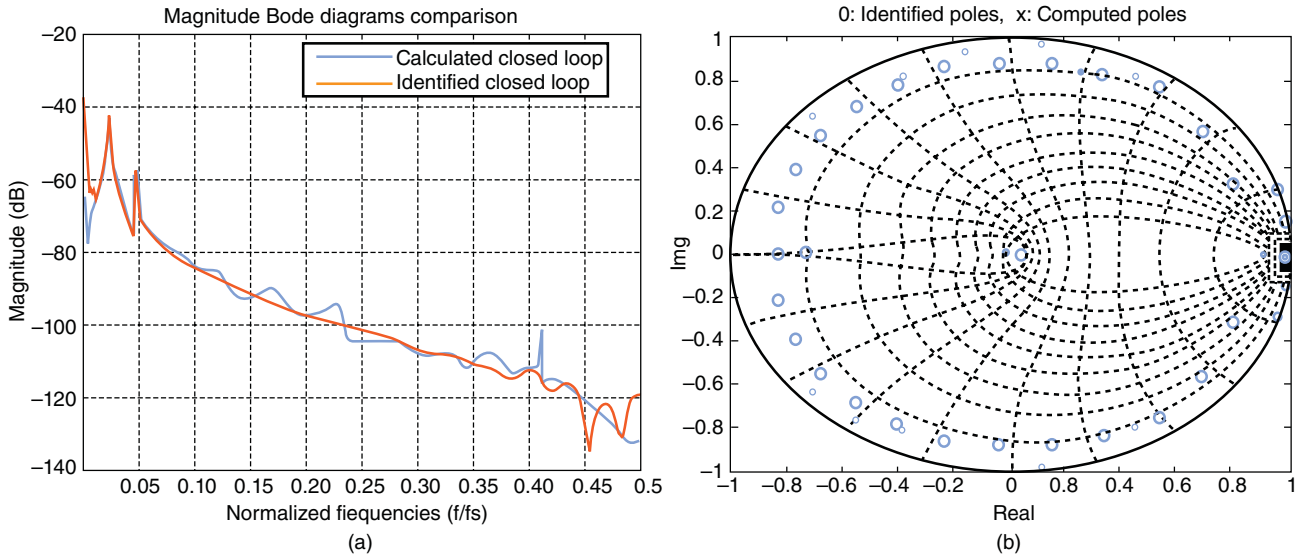 Magnitude Bode diagrams comparison
Calculated closed loop
Identified closed loop
Magnitude (dB)
−20
−40
−60
−80
−100
−120
−140
0.05 0.10 0.15 0.20 0.25 0.30 0.35 0.40 0.45 0.5
Normalized fiequencies (f/fs)
(a)
0: Identified poles, x: Computed poles
Img
1
0.8
0.6
0.4
0.2
0
−0.2
−0.4
−0.6
−0.8
−1
−1 −0.8 −0.6 −0.4 −0.2 0 0.2 0.4 0.6 0.8 1
Real
(b)